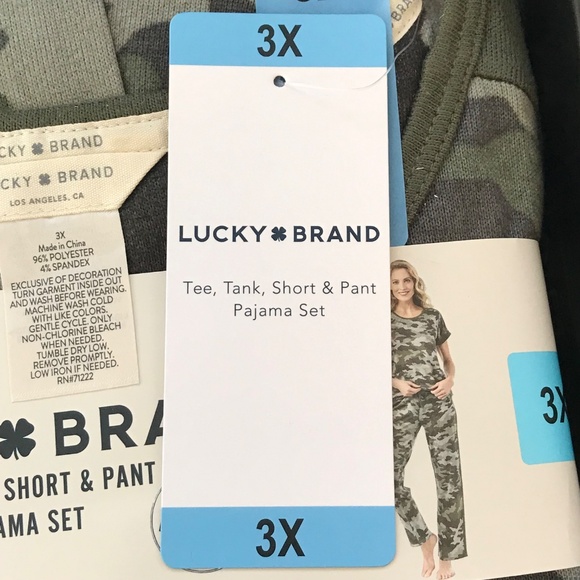 3X
LUCKY BRAND
Tee, Tank, Short & Pant
Pajama Set
3X
CKY BRAND
CKY BRAND
LOS ANGELES, CA
3X
Made in China
96% POLYESTER
4% SPANDEX
EXCLUSIVE OF DECORATION
TURN GARMENT INSIDE OUT
AND WASH BEFORE WEARING.
MACHINE WASH COLD
WITH LIKE COLORS.
GENTLE CYCLE. ONLY
NON-CHLORINE BLEACH
WHEN NEEDED.
TUMBLE DRY LOW.
REMOVE PROMPTLY.
LOW IRON IF NEEDED.
RN#71222
BRA
SHORT & PANT
AMA SET
3X